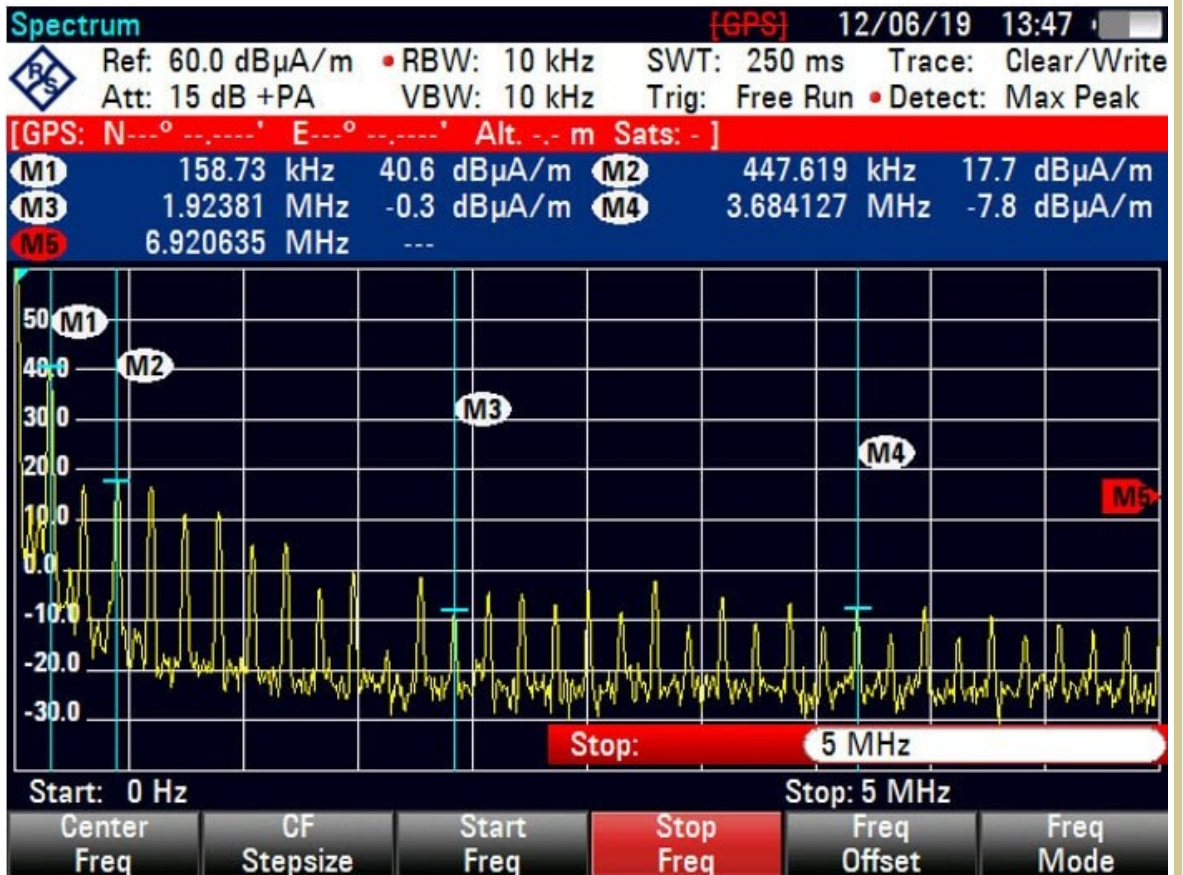 Spectrum [GPS] 12/06/19 13:47
R/S Ref: 60.0 dBµA/m • RBW: 10 kHz SWT: 250 ms Trace: Clear/Write
Att: 15 dB +PA VBW: 10 kHz Trig: Free Run • Detect: Max Peak
[GPS: N---° --.----' E---° --.----' Alt. -.- m Sats: - ]
M1 158.73 kHz 40.6 dBµA/m M2 447.619 kHz 17.7 dBµA/m
M3 1.92381 MHz -0.3 dBµA/m M4 3.684127 MHz -7.8 dBµA/m
M5 6.920635 MHz ---
50 M1
40.0 M2
30.0 M3
20.0 M4
10.0 M5
0.0
-10.0
-20.0
-30.0
Stop: 5 MHz
Start: 0 Hz Stop: 5 MHz
Center CF Start Stop Freq Freq
Freq Stepsize Freq Freq Offset Mode